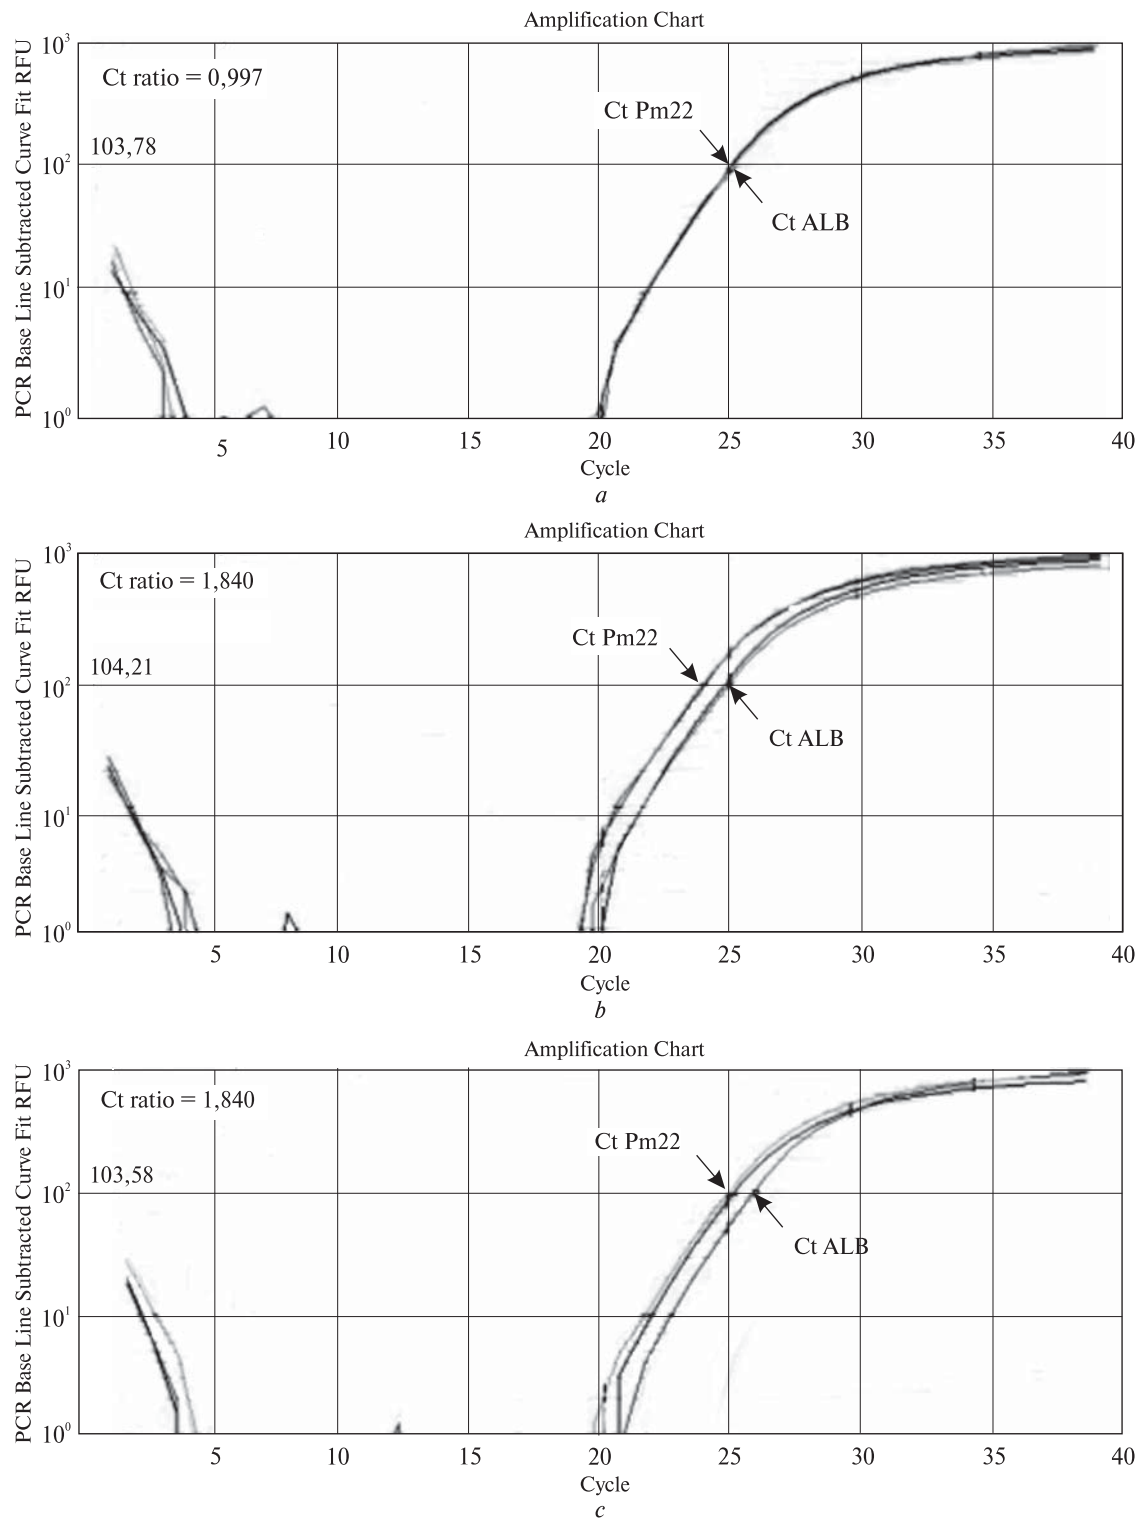 Amplification Chart
PCR Base Line Subtracted Curve Fit RFU
10³
Ct ratio = 0,997
Ct Pm22
103,78
10²
Ct ALB
10¹
10⁰
5 10 15 20 25 30 35 40
Cycle
a
Amplification Chart
PCR Base Line Subtracted Curve Fit RFU
10³
Ct ratio = 1,840
Ct Pm22
104,21
10²
Ct ALB
10¹
10⁰
5 10 15 20 25 30 35 40
Cycle
b
Amplification Chart
PCR Base Line Subtracted Curve Fit RFU
10³
Ct ratio = 1,840
Ct Pm22
103,58
10²
Ct ALB
10¹
10⁰
5 10 15 20 25 30 35 40
Cycle
c